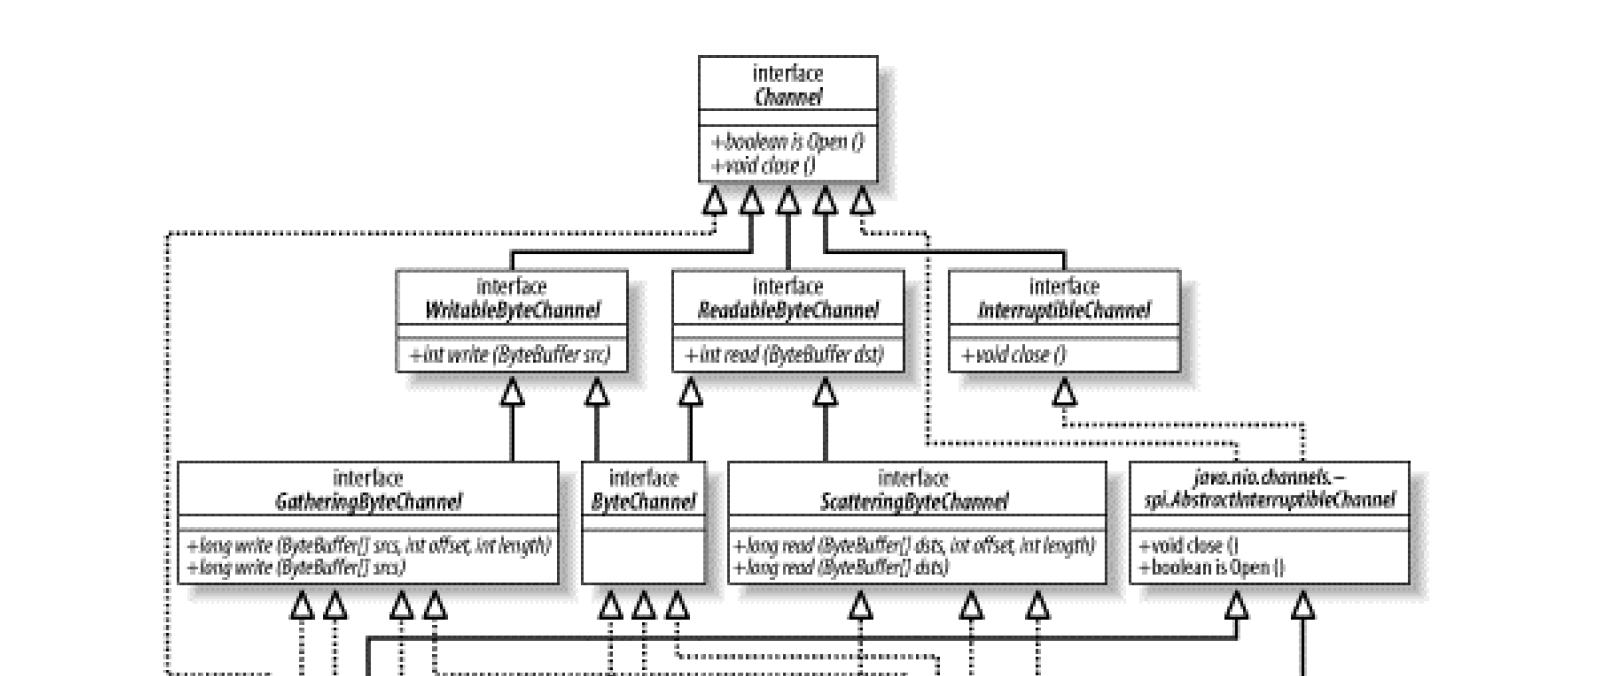 interface
Channel
+boolean is Open ()
+void close ()
interface
WritableByteChannel
+int write (ByteBuffer src)
interface
ReadableByteChannel
+int read (ByteBuffer dst)
interface
InterruptibleChannel
+void close ()
interface
GatheringByteChannel
+long write (ByteBuffer[] srcs, int offset, int length)
+long write (ByteBuffer[] srcs)
interface
ByteChannel
interface
ScatteringByteChannel
+long read (ByteBuffer[] dsts, int offset, int length)
+long read (ByteBuffer[] dsts)
java.nio.channels.–
spi.AbstractInterruptibleChannel
+void close ()
+boolean is Open ()